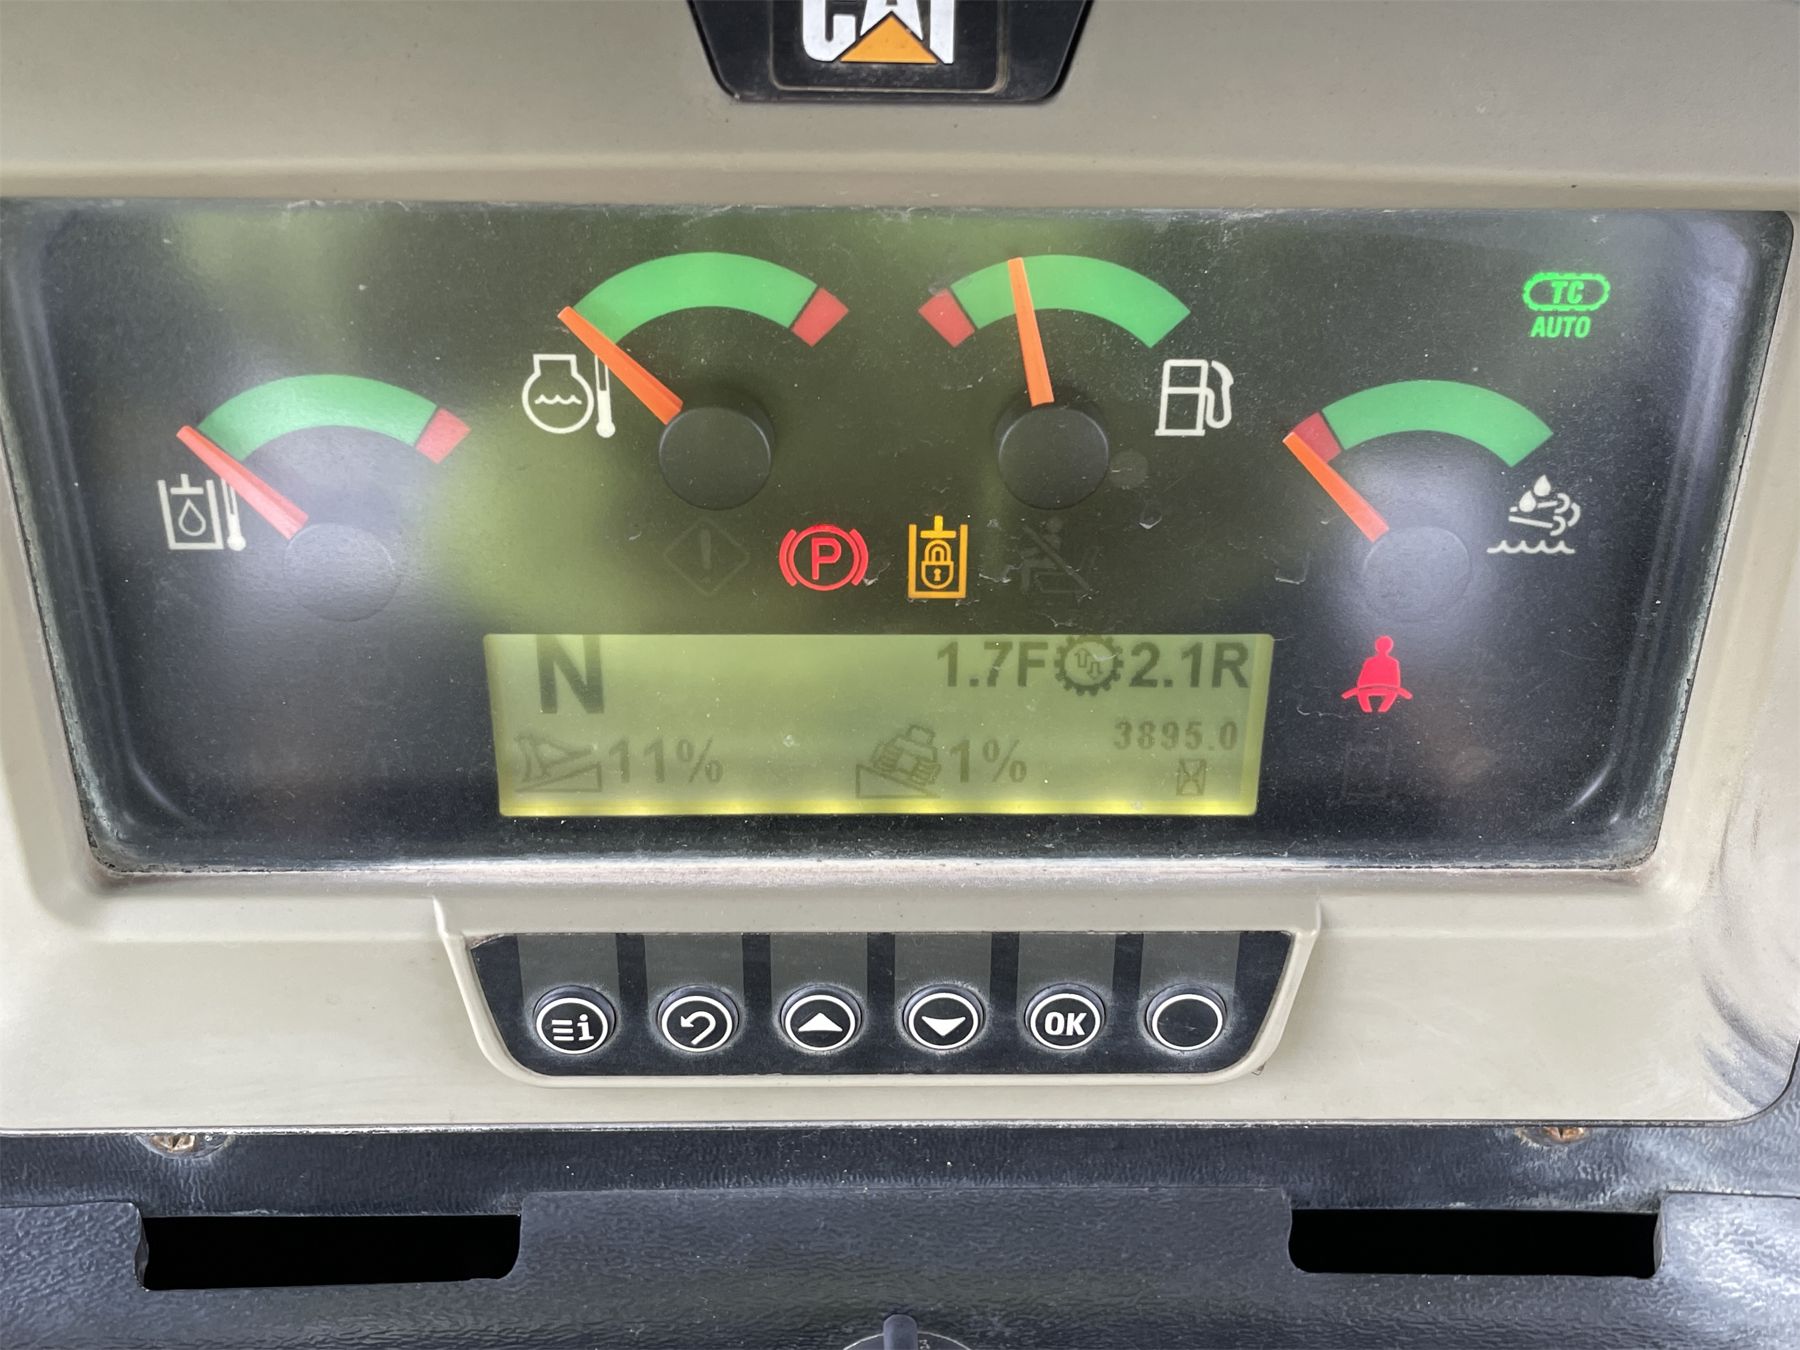 CAT
TC
AUTO
P
N 1.7F 2.1R
3895.0
11% 1%
i OK